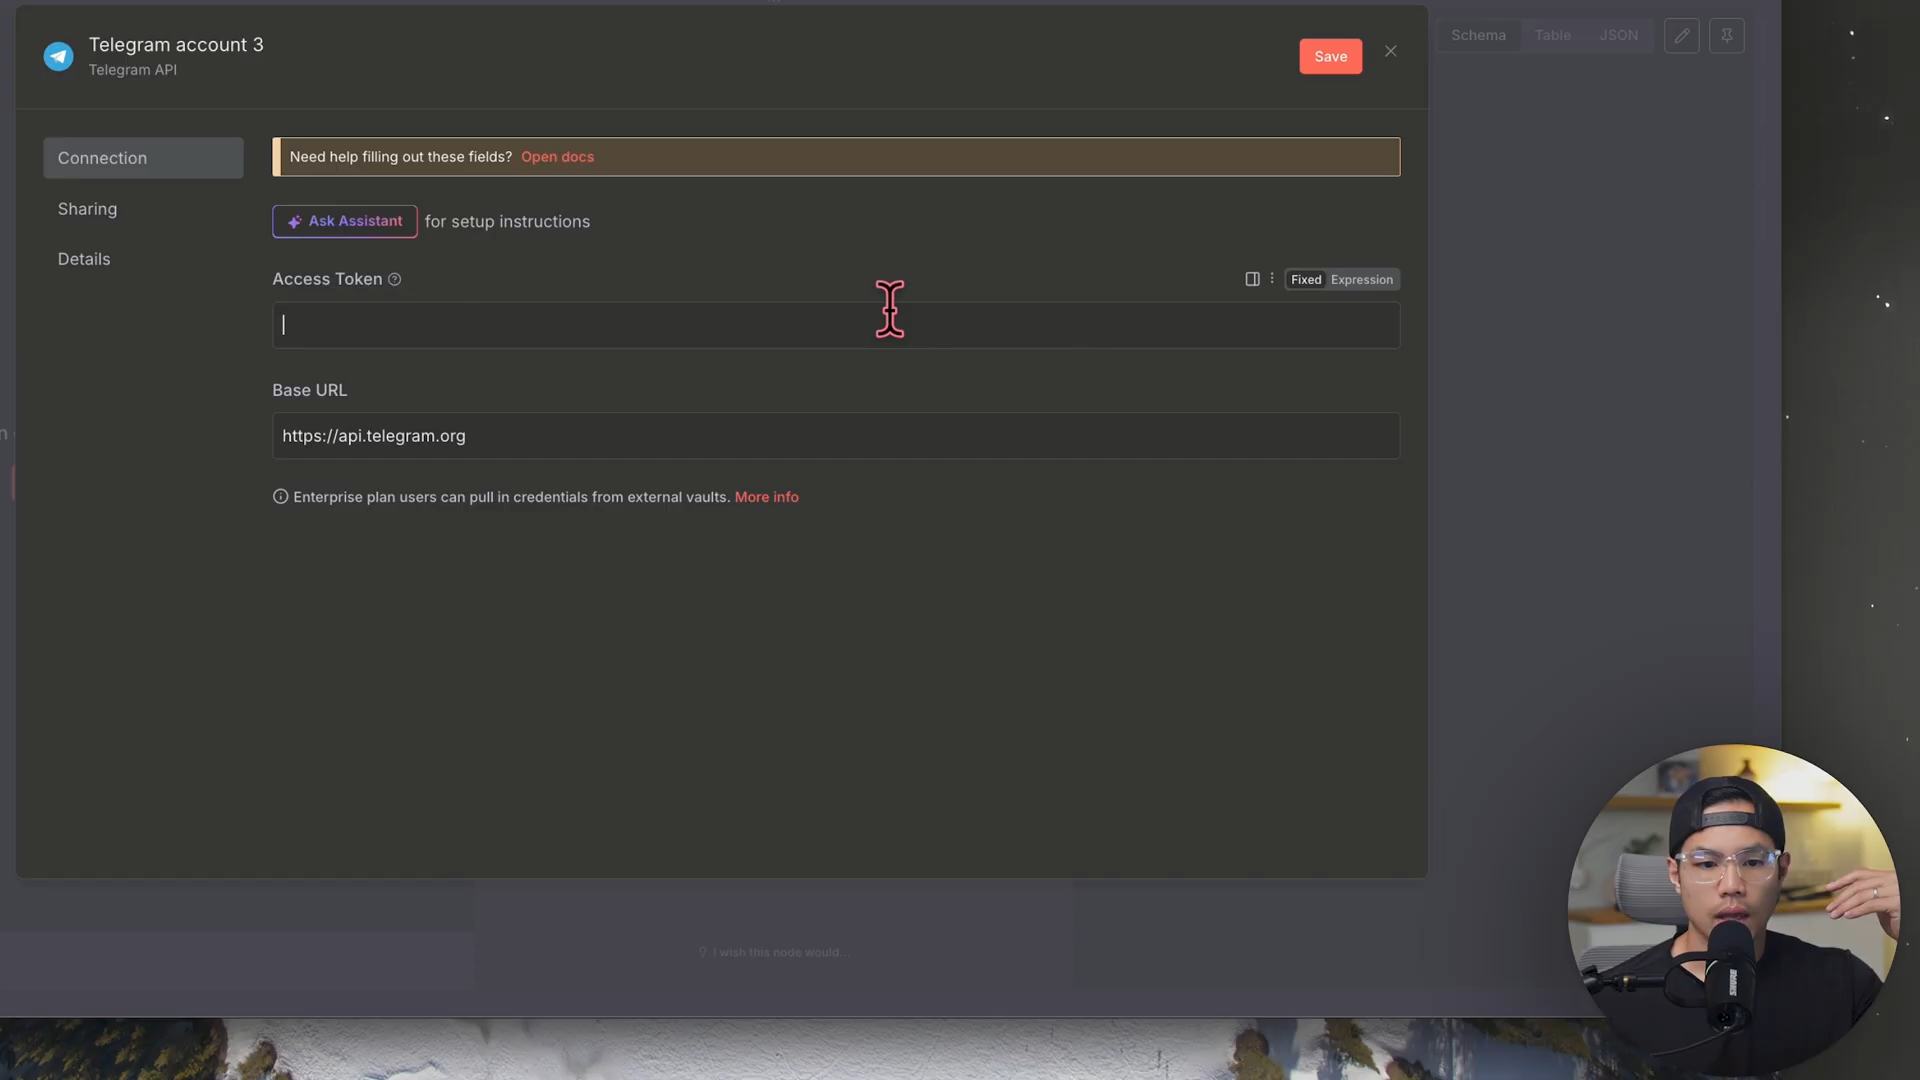 Telegram account 3
Telegram API
Save
Schema
Table
JSON
Connection
Sharing
Details
Need help filling out these fields? Open docs
Ask Assistant for setup instructions
Access Token
Fixed Expression
Base URL
https://api.telegram.org
Enterprise plan users can pull in credentials from external vaults. More info
n
I wish this node would...
SHURE